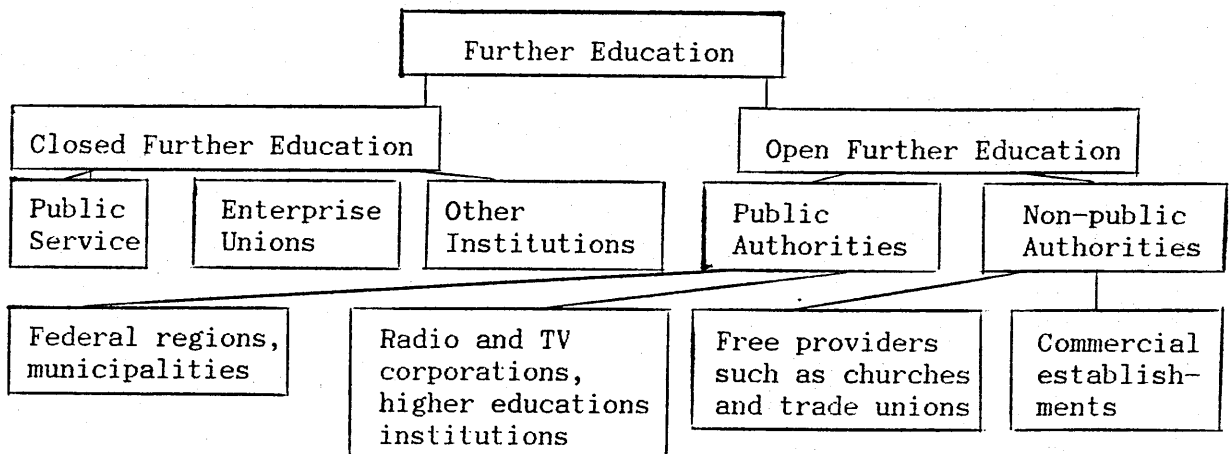 Further Education
Closed Further Education
Open Further Education
Public
Service
Enterprise
Unions
Other
Institutions
Public
Authorities
Non-public
Authorities
Federal regions,
municipalities
Radio and TV
corporations,
higher educations
institutions
Free providers
such as churches
and trade unions
Commercial
establish-
ments